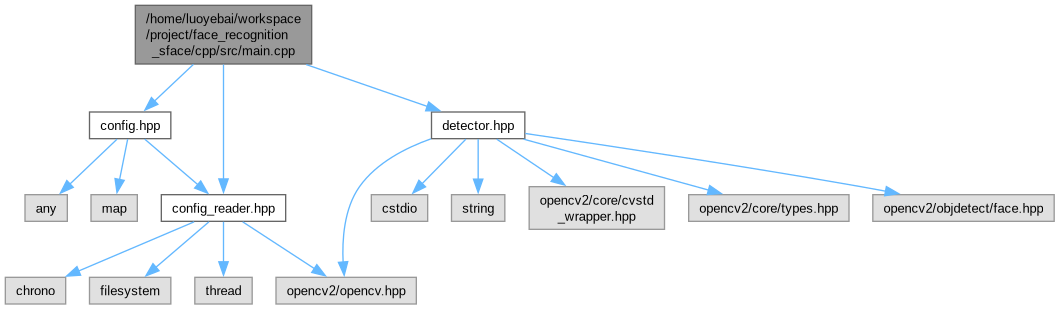 /home/luoyebai/workspace
/project/face_recognition
_sface/cpp/src/main.cpp
config.hpp
detector.hpp
any
map
config_reader.hpp
cstdio
string
opencv2/core/cvstd
_wrapper.hpp
opencv2/core/types.hpp
opencv2/objdetect/face.hpp
chrono
filesystem
thread
opencv2/opencv.hpp